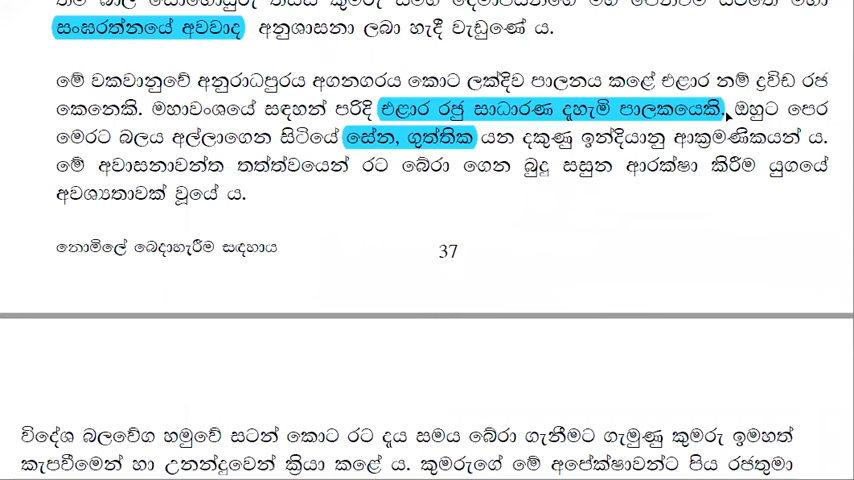 සංඝරත්නයේ අවවාද අනුශාසනා ලබා හැදී වැඩුණේ ය.
මේ වකවානුවේ අනුරාධපුරය අගනගරය කොට ලක්දිව පාලනය කළේ එළාර නම් ද්‍රවිඩ රජ
කෙනෙකි. මහාවංශයේ සඳහන් පරිදි එළාර රජු සාධාරණ දැහැමි පාලකයෙකි. ඔහුට පෙර
මෙරට බලය අල්ලාගෙන සිටියේ සේන, ගුත්තික යන දකුණු ඉන්දියානු ආක්‍රමණිකයන් ය.
මේ අවාසනාවන්ත තත්ත්වයෙන් රට බේරා ගෙන බුදු සසුන ආරක්ෂා කිරීම යුගයේ
අවශ්‍යතාවක් වූයේ ය.
නොමිලේ බෙදාහැරීම සඳහාය
37
විදේශ බලවේග හමුවේ සටන් කොට රට දැය සමය බේරා ගැනීමට ගැමුණු කුමරු ඉමහත්
කැපවීමෙන් හා උනන්දුවෙන් ක්‍රියා කළේ ය. කුමරුගේ මේ අපේක්ෂාවන්ට පිය රජතුමා